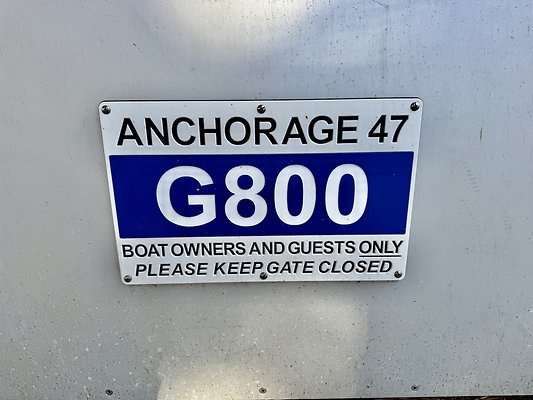 ANCHORAGE 47
G800
BOAT OWNERS AND GUESTS ONLY
PLEASE KEEP GATE CLOSED